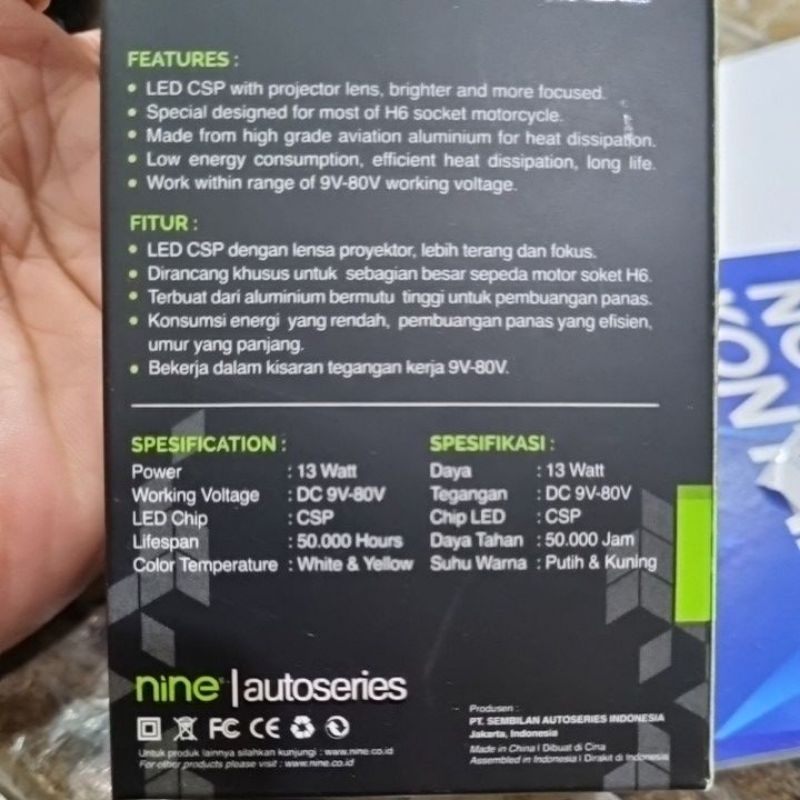 FEATURES :
• LED CSP with projector lens, brighter and more focused.
• Special designed for most of H6 socket motorcycle.
• Made from high grade aviation aluminium for heat dissipation.
• Low energy consumption, efficient heat dissipation, long life.
• Work within range of 9V-80V working voltage.
FITUR :
• LED CSP dengan lensa proyektor, lebih terang dan fokus.
• Dirancang khusus untuk sebagian besar sepeda motor soket H6.
• Terbuat dari aluminium bermutu tinggi untuk pembuangan panas.
• Konsumsi energi yang rendah, pembuangan panas yang efisien,
umur yang panjang.
• Bekerja dalam kisaran tegangan kerja 9V-80V.
SPESIFICATION :
Power : 13 Watt
Working Voltage : DC 9V-80V
LED Chip : CSP
Lifespan : 50.000 Hours
Color Temperature : White & Yellow
SPESIFIKASI :
Daya : 13 Watt
Tegangan : DC 9V-80V
Chip LED : CSP
Daya Tahan : 50.000 Jam
Suhu Warna : Putih & Kuning
nine | autoseries
FC CE
Untuk produk lainnya silahkan kunjungi : www.nine.co.id
For other products please visit : www.nine.co.id
Produsen :
PT. SEMBILAN AUTOSERIES INDONESIA
Jakarta, Indonesia
Made in China | Dibuat di Cina
Assembled in Indonesia | Dirakit di Indonesia